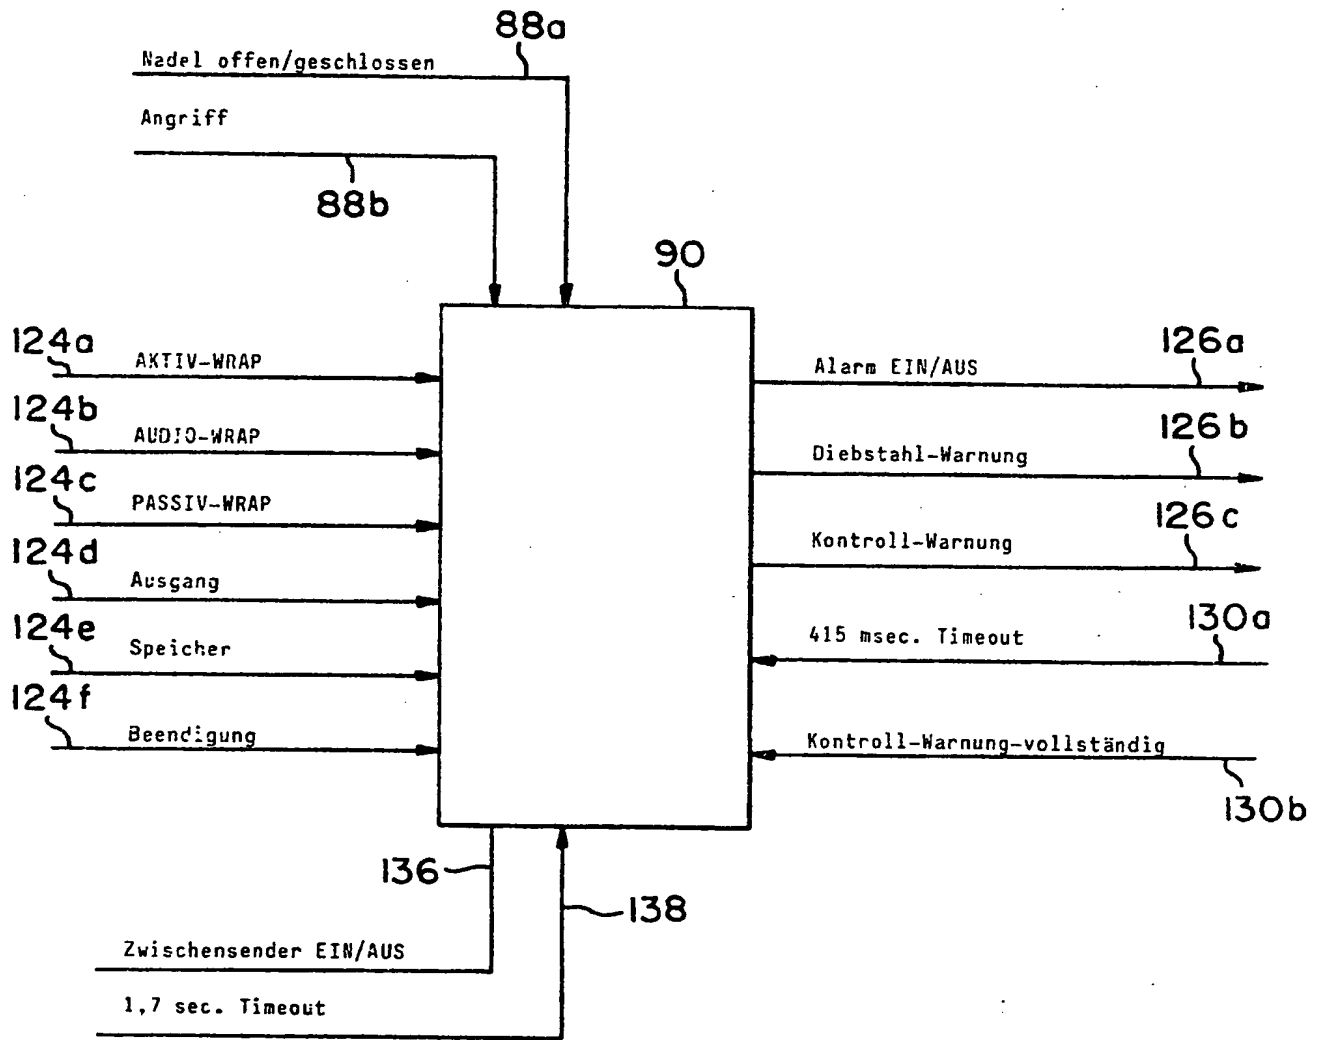 88a
Nadel offen/geschlossen
Angriff
88b
90
124a
AKTIV-WRAP
124b
AUDIO-WRAP
124c
PASSIV-WRAP
124d
Ausgang
124e
Speicher
124f
Beendigung
Alarm EIN/AUS
126a
Diebstahl-Warnung
126b
Kontroll-Warnung
126c
415 msec. Timeout
130a
Kontroll-Warnung-vollständig
130b
136
138
Zwischensender EIN/AUS
1,7 sec. Timeout